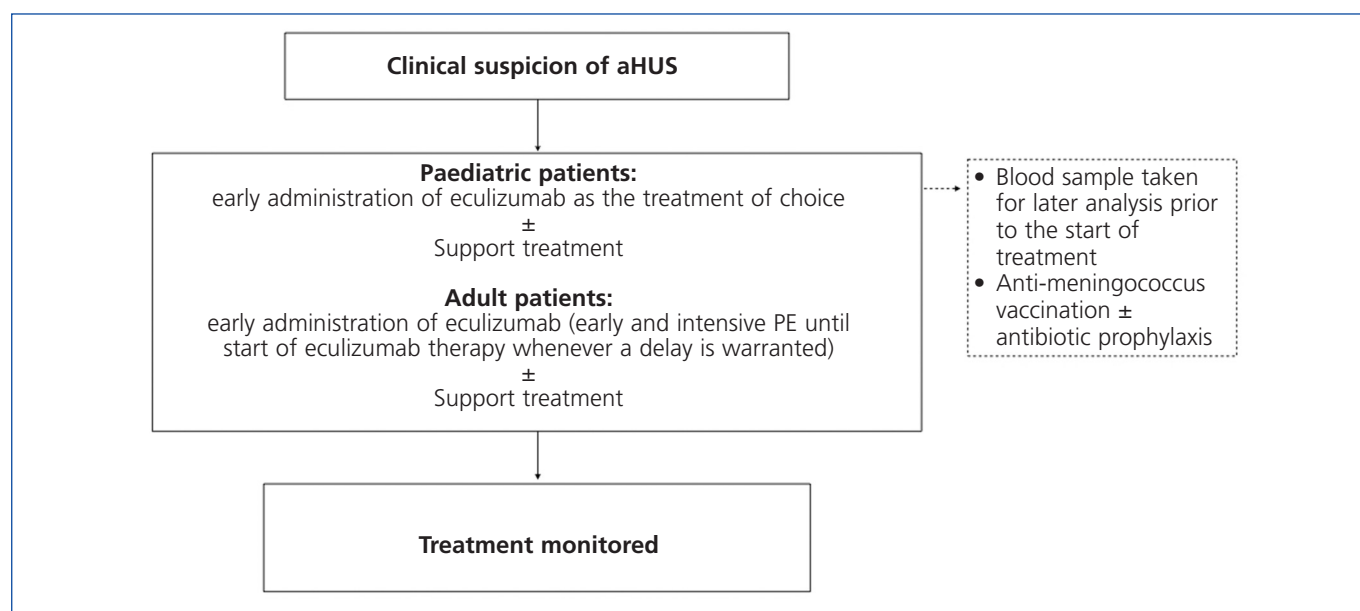 Clinical suspicion of aHUS
Paediatric patients:
early administration of eculizumab as the treatment of choice
±
Support treatment
Adult patients:
early administration of eculizumab (early and intensive PE until
start of eculizumab therapy whenever a delay is warranted)
±
Support treatment
• Blood sample taken
for later analysis prior
to the start of
treatment
• Anti-meningococcus
vaccination ±
antibiotic prophylaxis
Treatment monitored